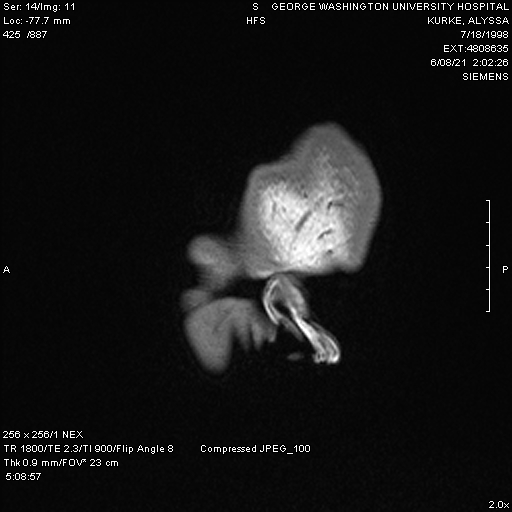 Ser: 14/Img: 11
Loc: -77.7 mm
425 /887
S GEORGE WASHINGTON UNIVERSITY HOSPITAL
HFS KURKE, ALYSSA
7/18/1998
EXT:4808635
6/08/21 2:02:26
SIEMENS
A
P
256 x 256/1 NEX
TR 1800/TE 2.3/TI 900/Flip Angle 8 Compressed JPEG_100
Thk 0.9 mm/FOV* 23 cm
5:08:57
2.0x